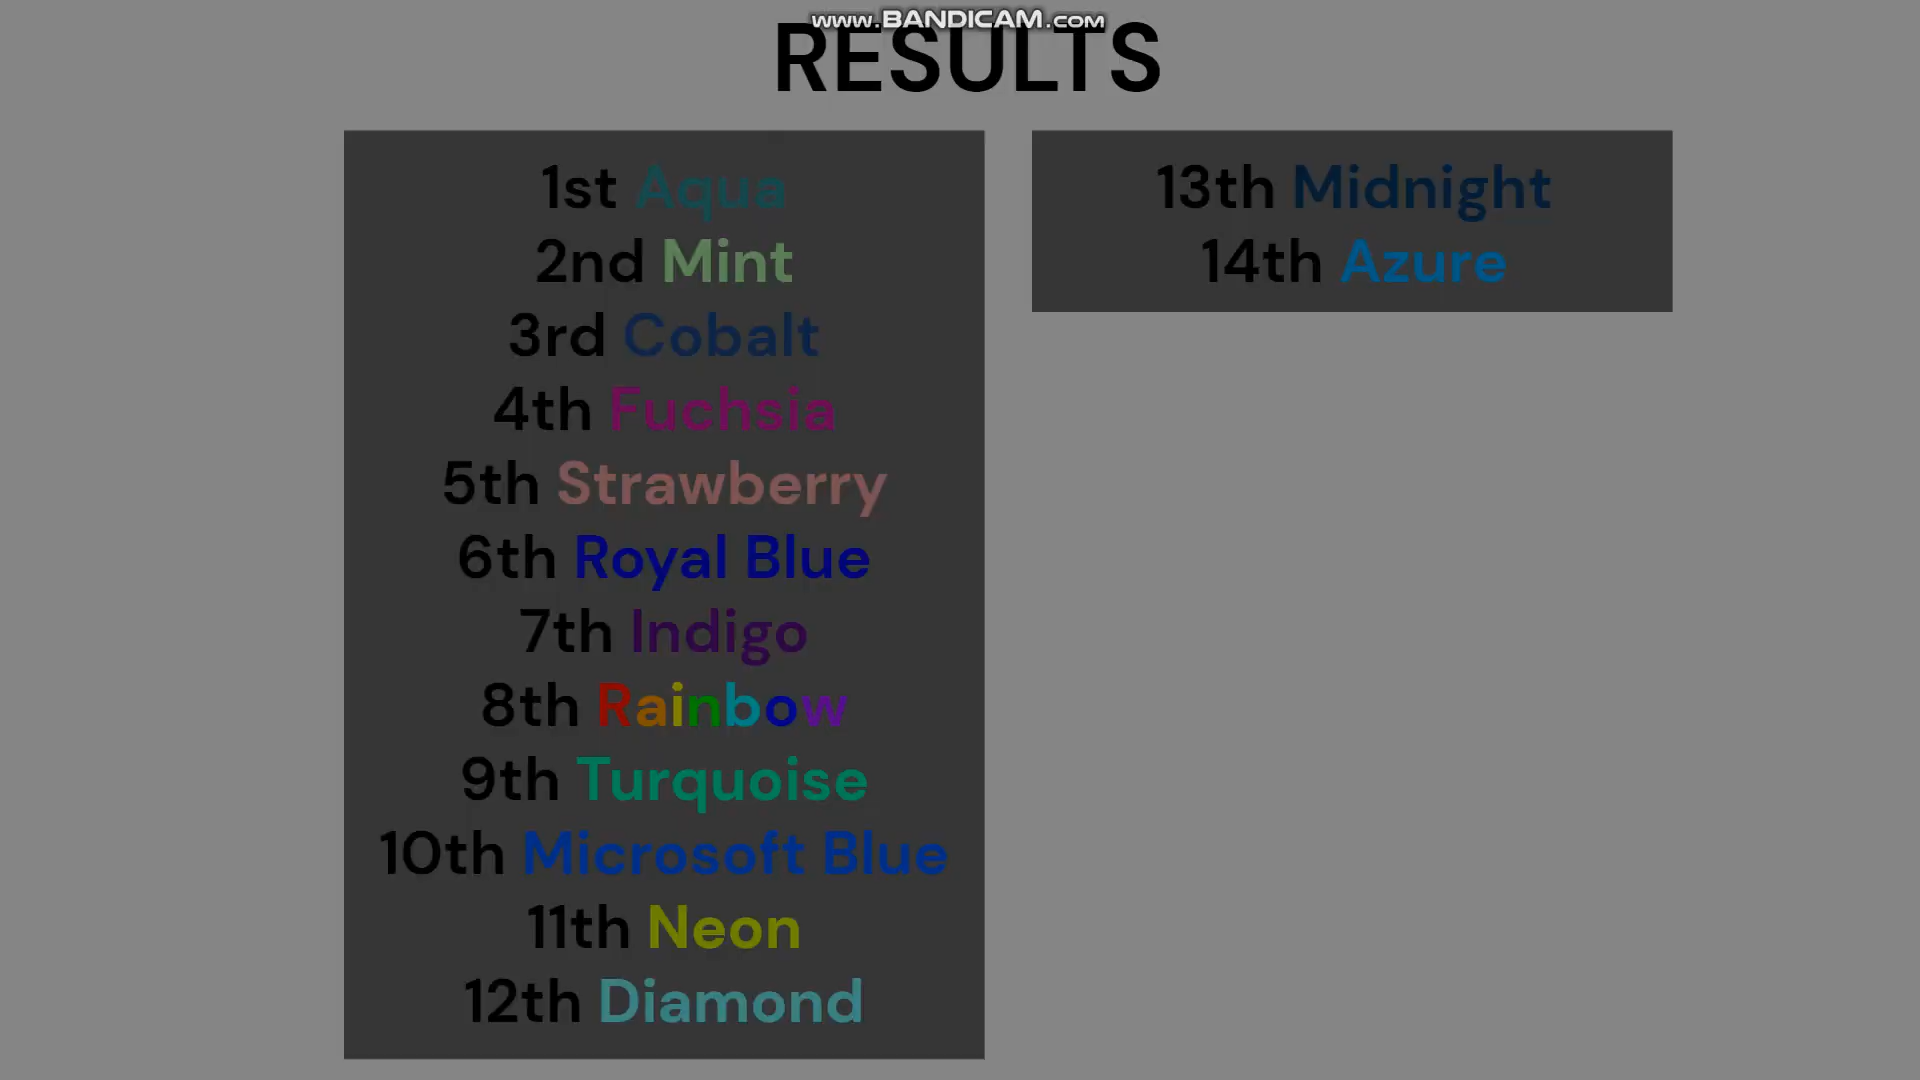 www.BANDICAM.com
RESULTS
1st Aqua
2nd Mint
3rd Cobalt
4th Fuchsia
5th Strawberry
6th Royal Blue
7th Indigo
8th Rainbow
9th Turquoise
10th Microsoft Blue
11th Neon
12th Diamond
13th Midnight
14th Azure